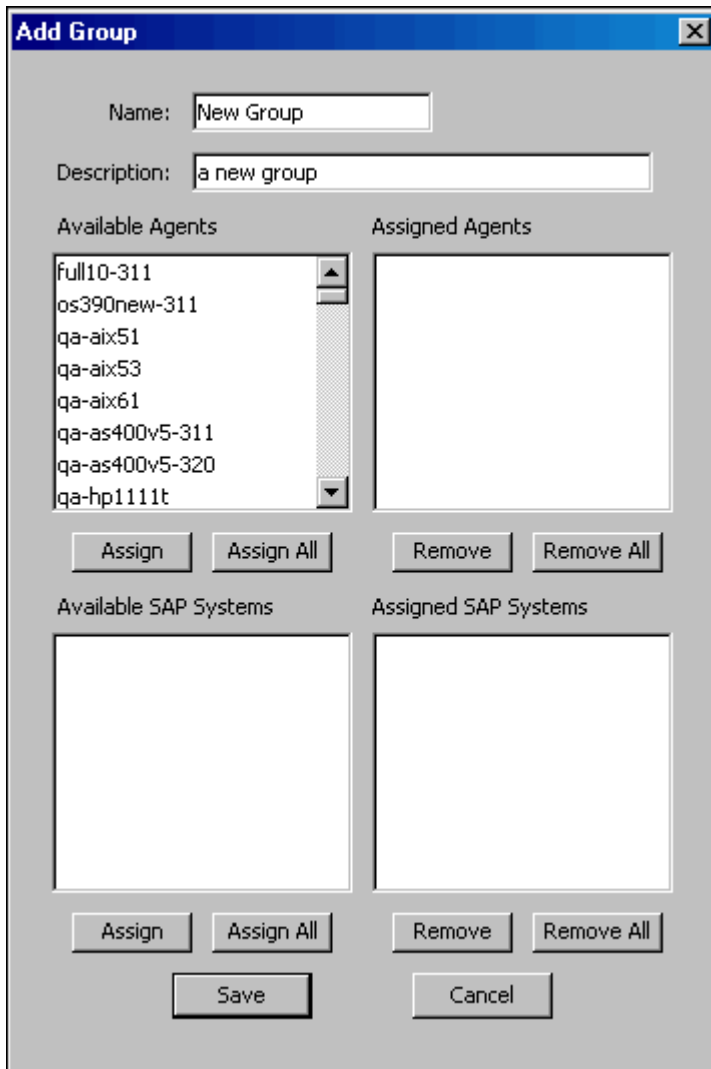 Add Group
Name: New Group
Description: a new group
Available Agents Assigned Agents
full10-311
os390new-311
qa-aix51
qa-aix53
qa-aix61
qa-as400v5-311
qa-as400v5-320
qa-hp1111t
Assign Assign All Remove Remove All
Available SAP Systems Assigned SAP Systems
Assign Assign All Remove Remove All
Save Cancel